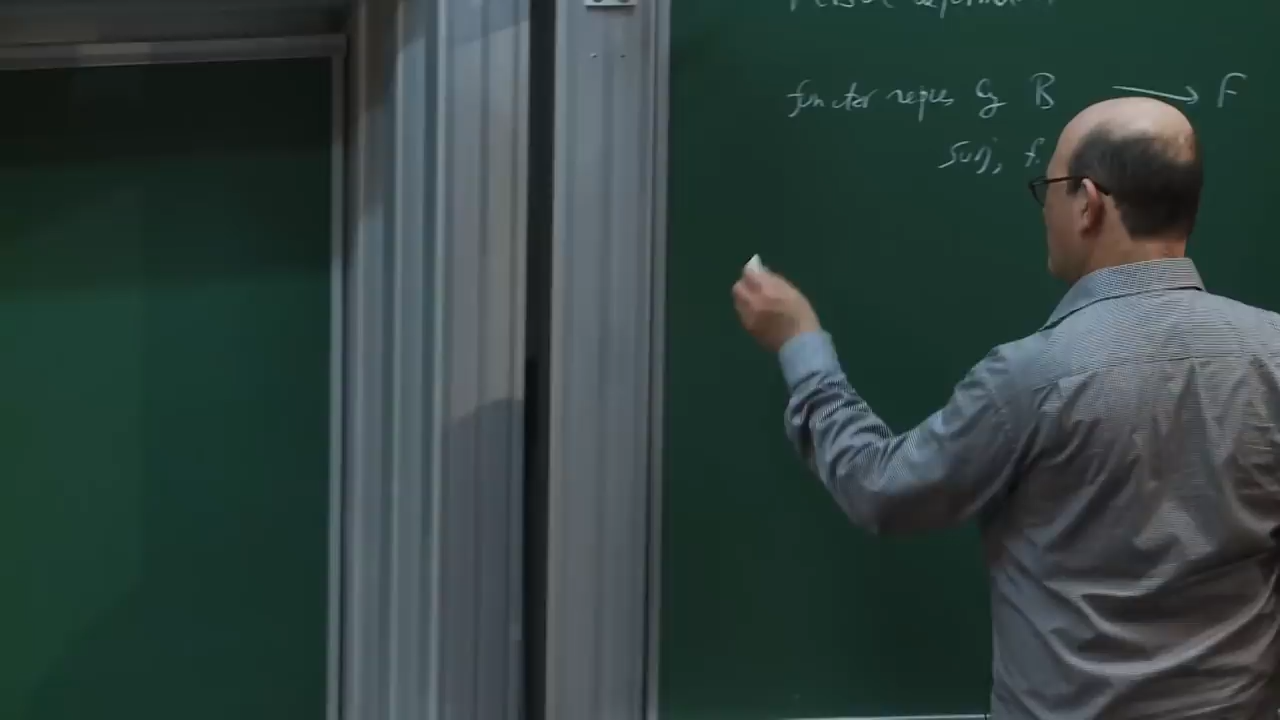 functor repres by B ⟶ F
surj, f.